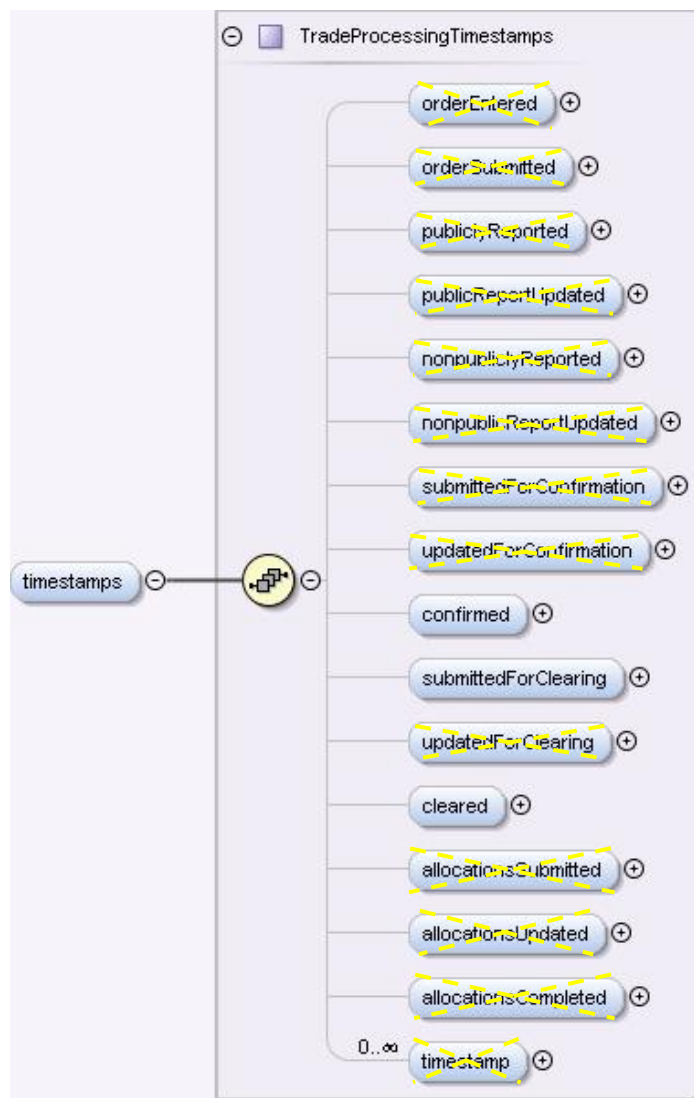 TradeProcessingTimestamps
orderEntered
orderSubmitted
publiclyReported
publicReportUpdated
nonpubliclyReported
nonpublicReportUpdated
submittedForConfirmation
updatedForConfirmation
timestamps
confirmed
submittedForClearing
updatedForClearing
cleared
allocationsSubmitted
allocationsUpdated
allocationsCompleted
0..∞
timestamp